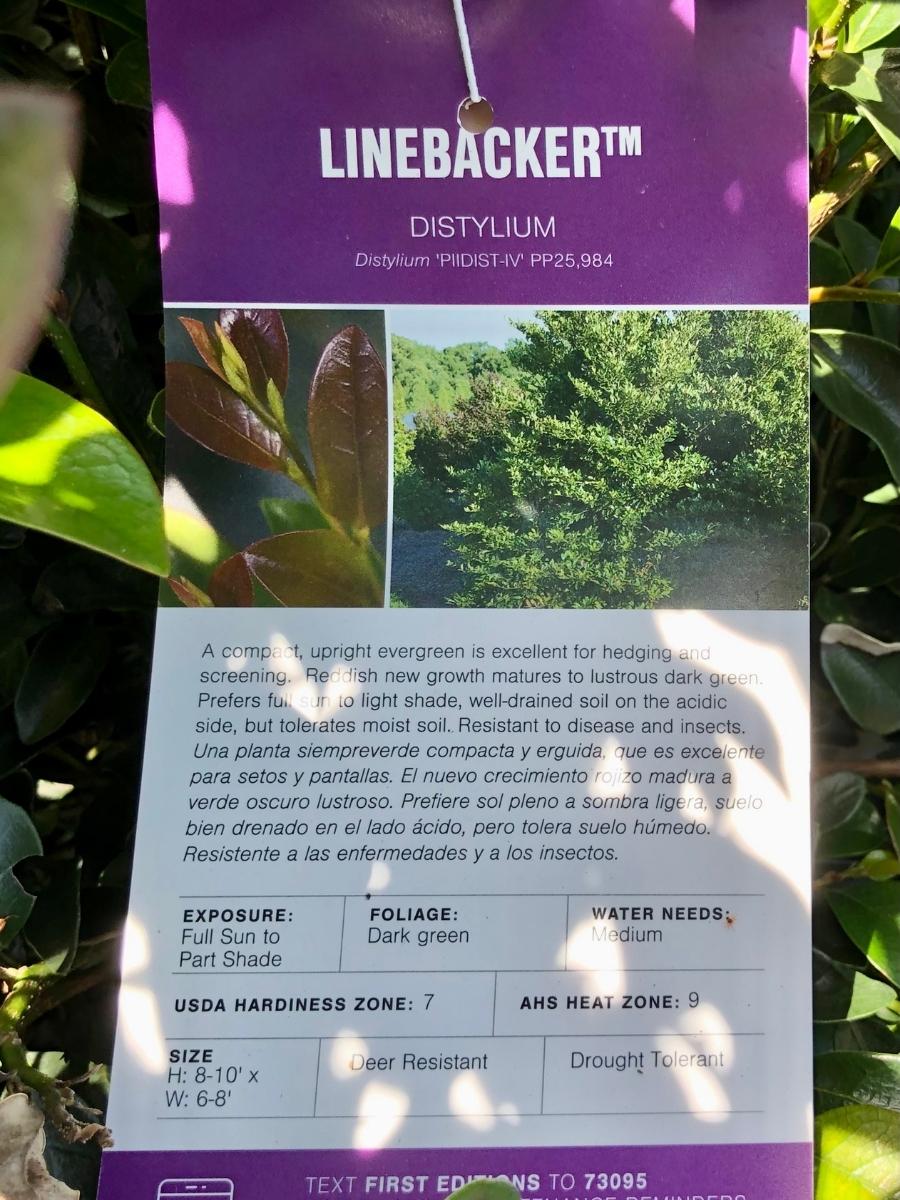 LINEBACKER™
DISTYLIUM
Distylium 'PIIDIST-IV' PP25,984
A compact, upright evergreen is excellent for hedging and
screening. Reddish new growth matures to lustrous dark green.
Prefers full sun to light shade, well-drained soil on the acidic
side, but tolerates moist soil. Resistant to disease and insects.
Una planta siempreverde compacta y erguida, que es excelente
para setos y pantallas. El nuevo crecimiento rojizo madura a
verde oscuro lustroso. Prefiere sol pleno a sombra ligera, suelo
bien drenado en el lado ácido, pero tolera suelo húmedo.
Resistente a las enfermedades y a los insectos.
EXPOSURE:
Full Sun to
Part Shade
FOLIAGE:
Dark green
WATER NEEDS:
Medium
USDA HARDINESS ZONE: 7
AHS HEAT ZONE: 9
SIZE
H: 8-10' x
W: 6-8'
Deer Resistant
Drought Tolerant
TEXT FIRST EDITIONS TO 73095
REMINDERS